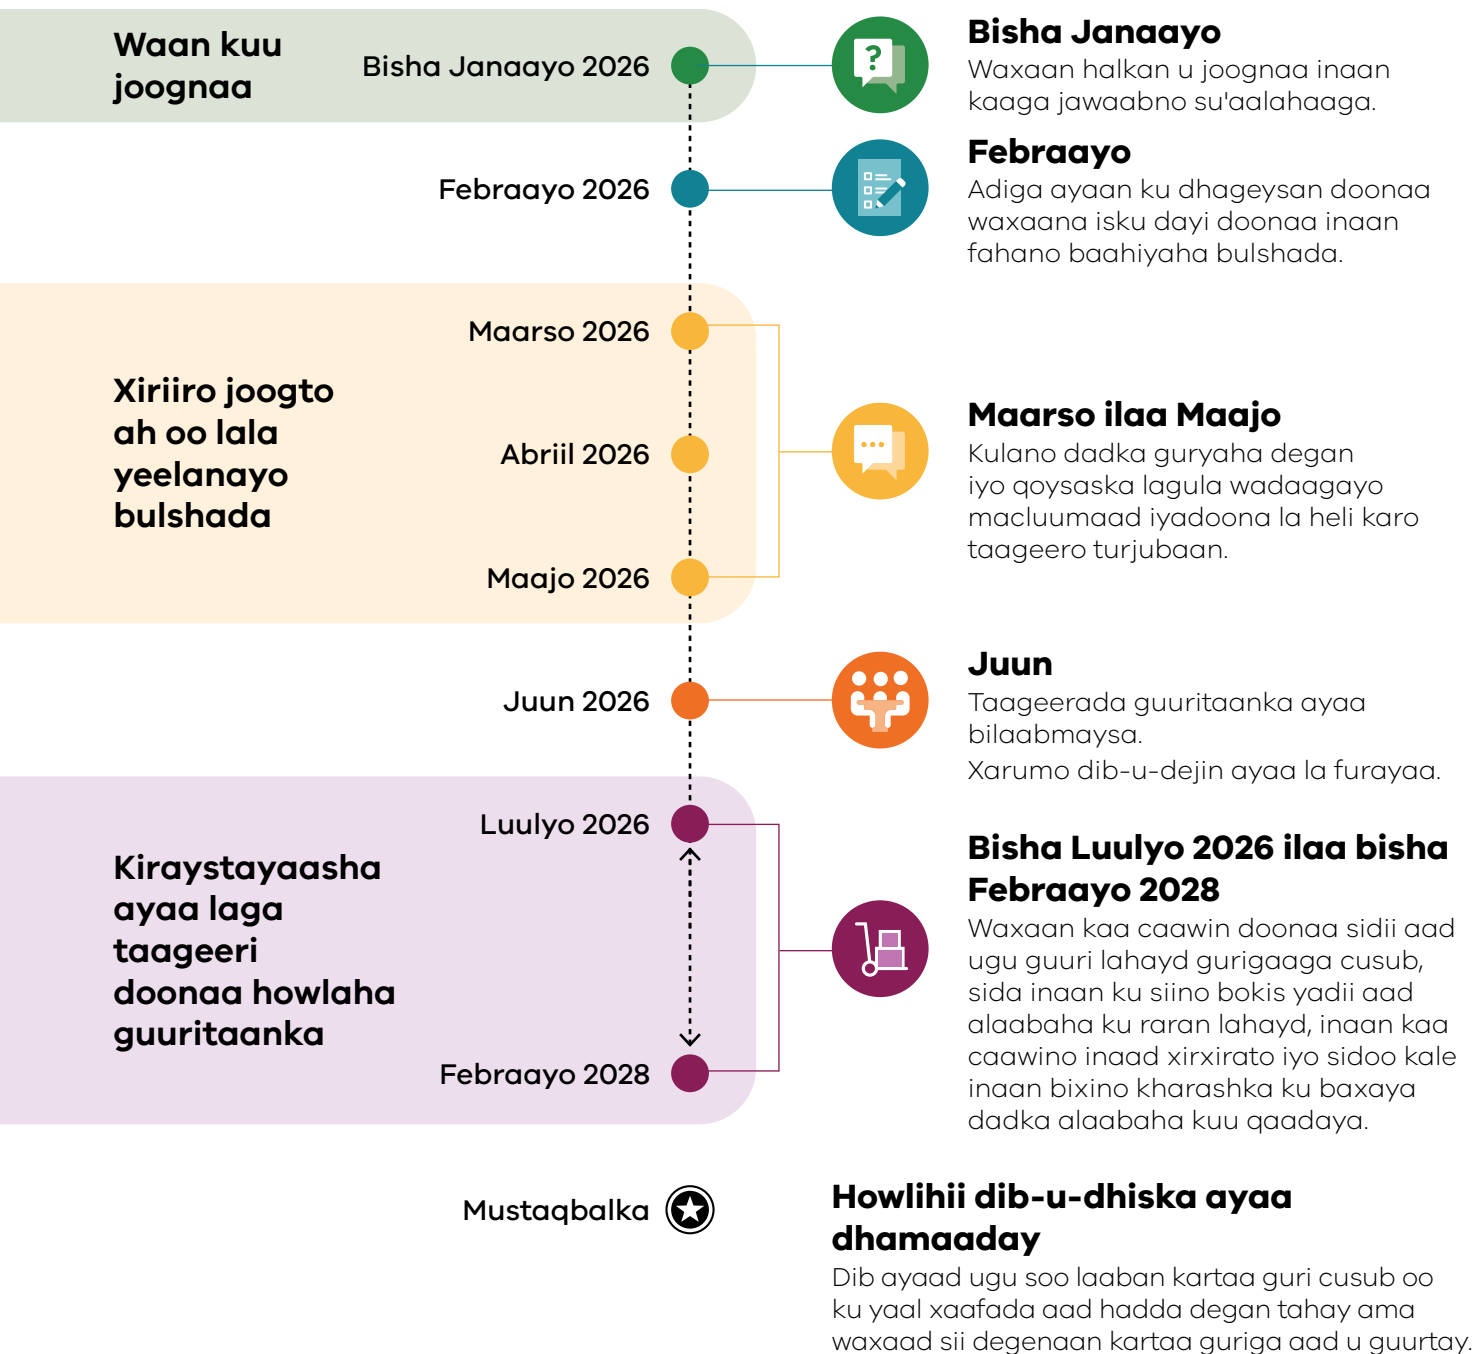 Waan kuu
joognaa
Bisha Janaayo 2026
Bisha Janaayo
Waxaan halkan u joognaa inaan
kaaga jawaabno su'aalahaaga.
Febraayo 2026
Febraayo
Adiga ayaan ku dhageysan doonaa
waxaana isku dayi doonaa inaan
fahano baahiyaha bulshada.
Xiriiro joogto
ah oo lala
yeelanayo
bulshada
Maarso 2026
Abriil 2026
Maajo 2026
Maarso ilaa Maajo
Kulano dadka guryaha degan
iyo qoysaska lagula wadaagayo
macluumaad iyadoona la heli karo
taageero turjubaan.
Juun 2026
Juun
Taageerada guuritaanka ayaa
bilaabmaysa.
Xarumo dib-u-dejin ayaa la furayaa.
Kiraystayaasha
ayaa laga
taageeri
doonaa howlaha
guuritaanka
Luulyo 2026
Febraayo 2028
Bisha Luulyo 2026 ilaa bisha
Febraayo 2028
Waxaan kaa caawin doonaa sidii aad
ugu guuri lahayd gurigaaga cusub,
sida inaan ku siino bokis yadii aad
alaabaha ku raran lahayd, inaan kaa
caawino inaad xirxirato iyo sidoo kale
inaan bixino kharashka ku baxaya
dadka alaabaha kuu qaadaya.
Mustaqbalka
Howlihii dib-u-dhiska ayaa
dhamaaday
Dib ayaad ugu soo laaban kartaa guri cusub oo
ku yaal xaafada aad hadda degan tahay ama
waxaad sii degenaan kartaa guriga aad u guurtay.